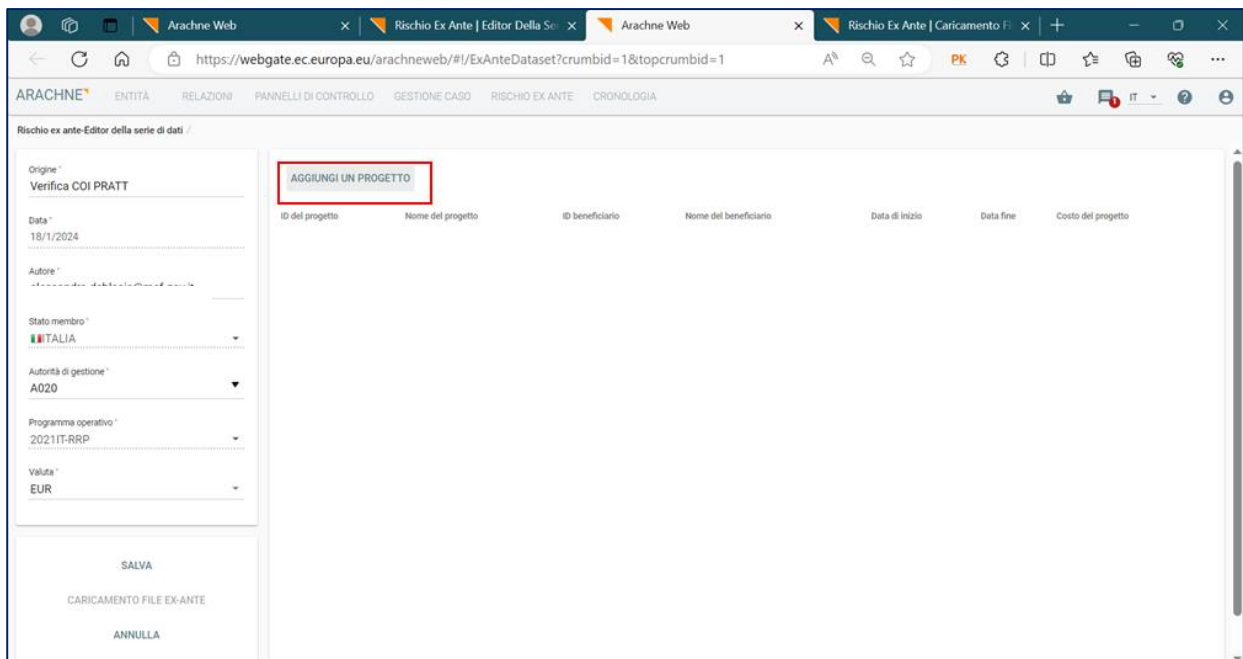 Arachne Web
Rischio Ex Ante | Editor Della Se
Arachne Web
Rischio Ex Ante | Caricamento Fi
https://webgate.ec.europa.eu/arachneweb/#!/ExAnteDataset?crumbid=1&topcrumbid=1
PK
ARACHNE ENTITÀ RELAZIONI PANNELLI DI CONTROLLO GESTIONE CASO RISCHIO EX ANTE CRONOLOGIA
IT
Rischio ex ante-Editor della serie di dati /
Origine *
Verifica COI PRATT
AGGIUNGI UN PROGETTO
ID del progetto Nome del progetto ID beneficiario Nome del beneficiario Data di inizio Data fine Costo del progetto
Data *
18/1/2024
Autore *
Stato membro *
ITALIA
Autorità di gestione *
A020
Programma operativo *
2021IT-RRP
Valuta *
EUR
SALVA
CARICAMENTO FILE EX-ANTE
ANNULLA